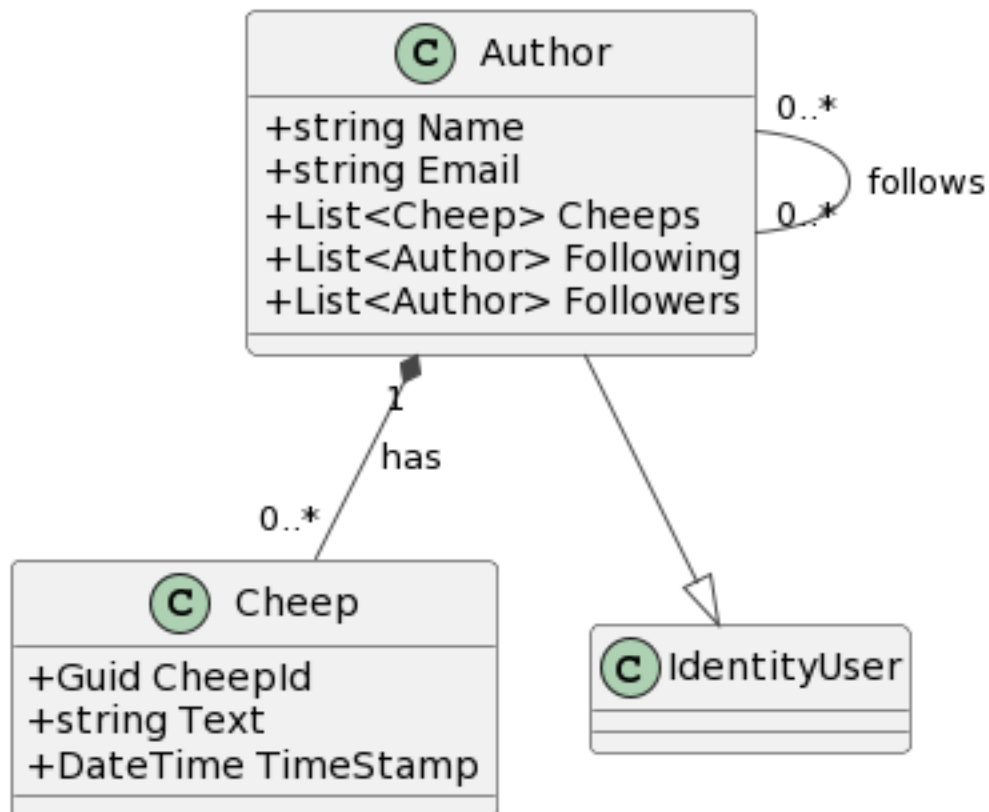 C Author
+string Name
+string Email
+List<Cheep> Cheeps
+List<Author> Following
+List<Author> Followers
0..*
follows
0..*
1
has
0..*
C Cheep
+Guid CheepId
+string Text
+DateTime TimeStamp
C IdentityUser